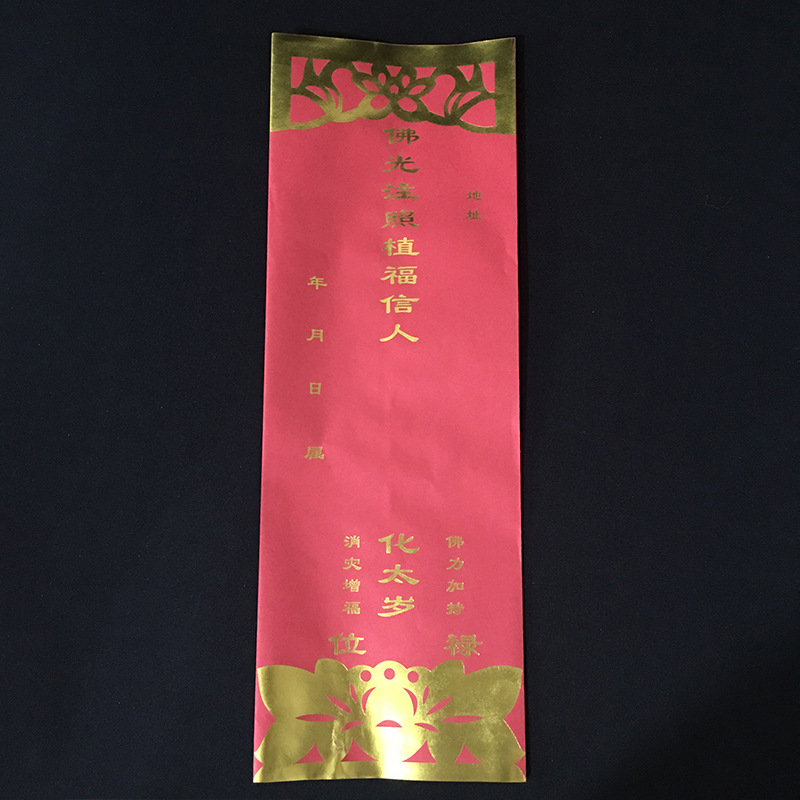 地址
佛力加持
禄
佛光注照植福信人
化太岁
消灾增福
位
年月日属